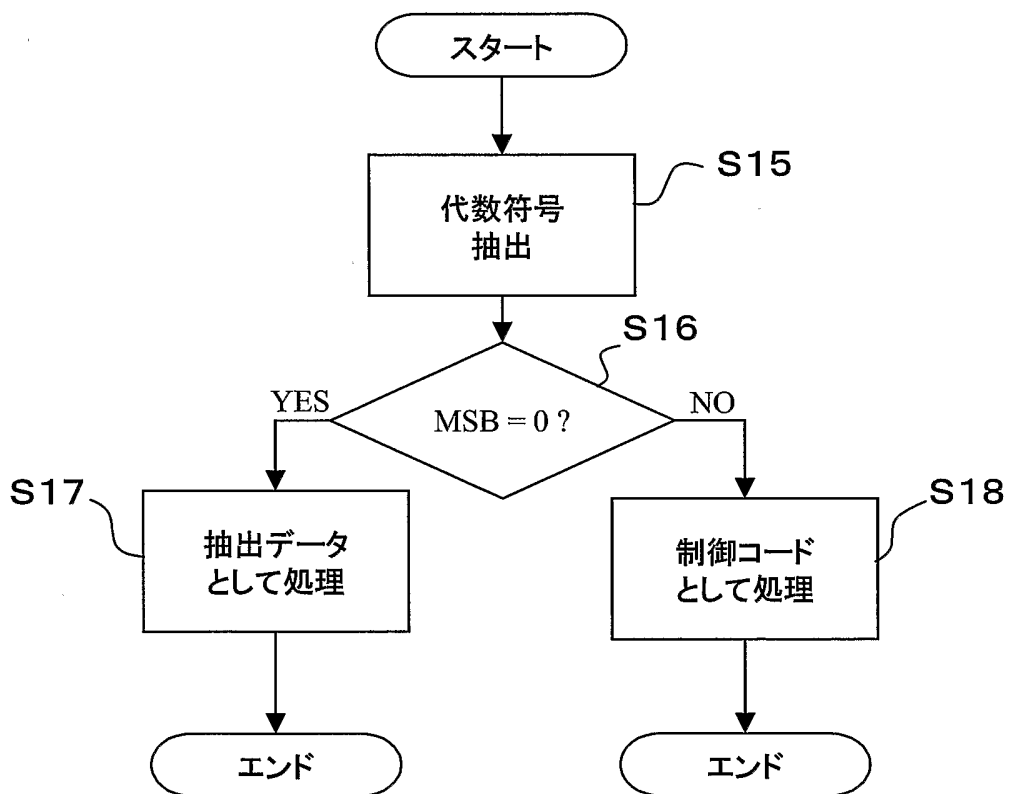 スタート
S15
代数符号
抽出
S16
YES
MSB = 0 ?
NO
S17
抽出データ
として処理
S18
制御コード
として処理
エンド
エンド